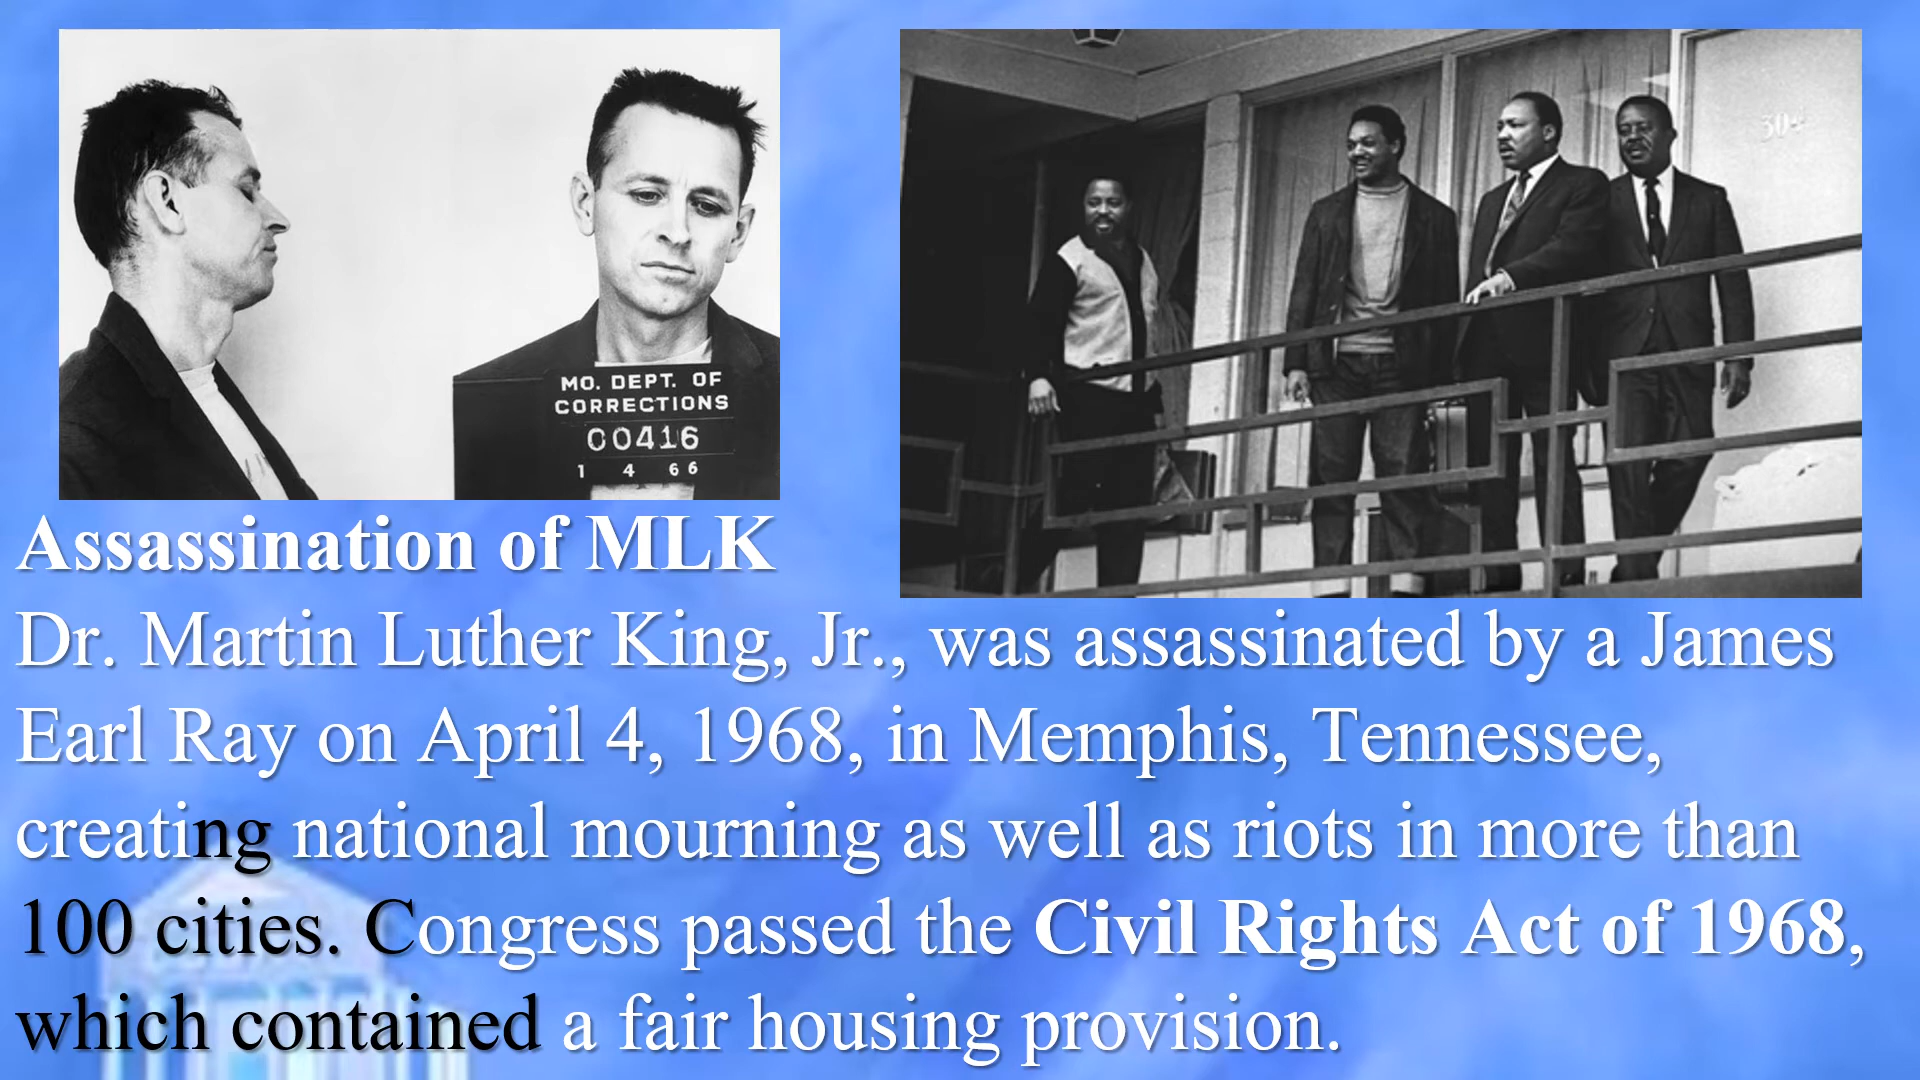 MO. DEPT. OF
CORRECTIONS
00416
1 4 66
304
Assassination of MLK
Dr. Martin Luther King, Jr., was assassinated by a James
Earl Ray on April 4, 1968, in Memphis, Tennessee,
creating national mourning as well as riots in more than
100 cities. Congress passed the Civil Rights Act of 1968,
which contained a fair housing provision.